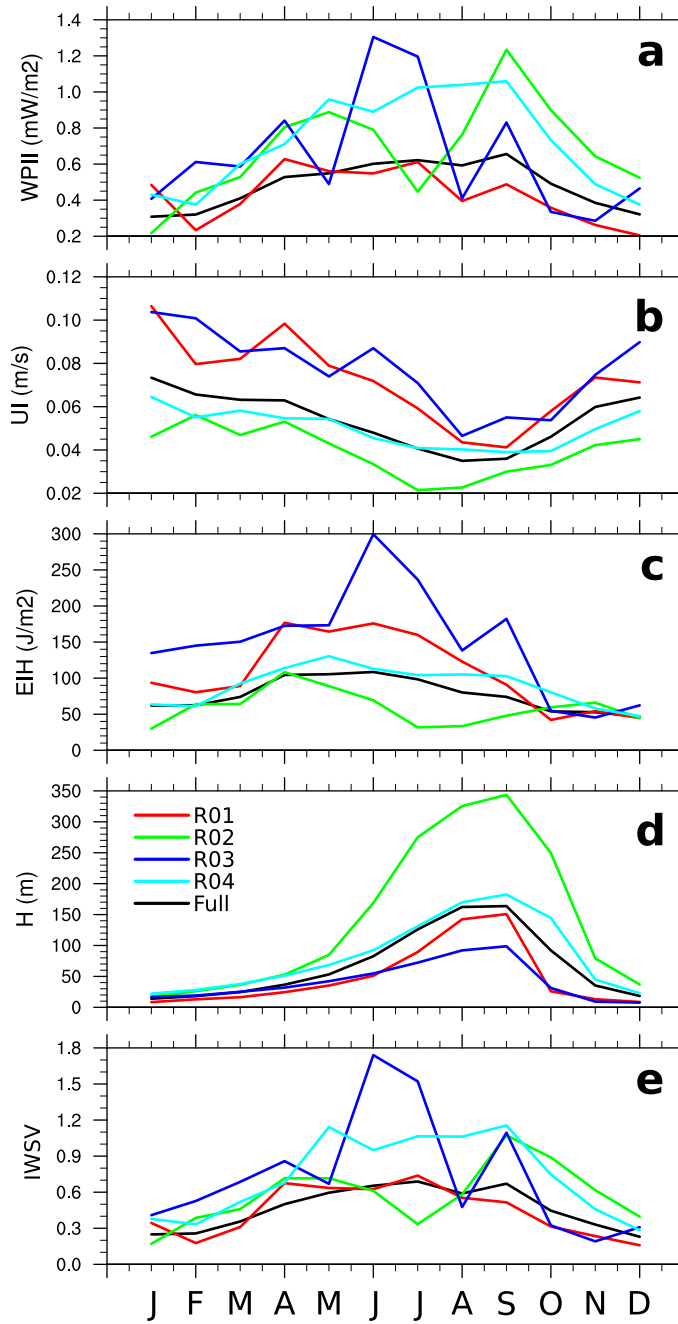 a
WPII (mW/m2)
1.4
1.2
1.0
0.8
0.6
0.4
0.2
b
UI (m/s)
0.12
0.10
0.08
0.06
0.04
0.02
c
EIH (J/m2)
300
250
200
150
100
50
0
d
H (m)
350
300
250
200
150
100
50
0
R01
R02
R03
R04
Full
e
IWSV
1.8
1.5
1.2
0.9
0.6
0.3
0.0
J F M A M J J A S O N D